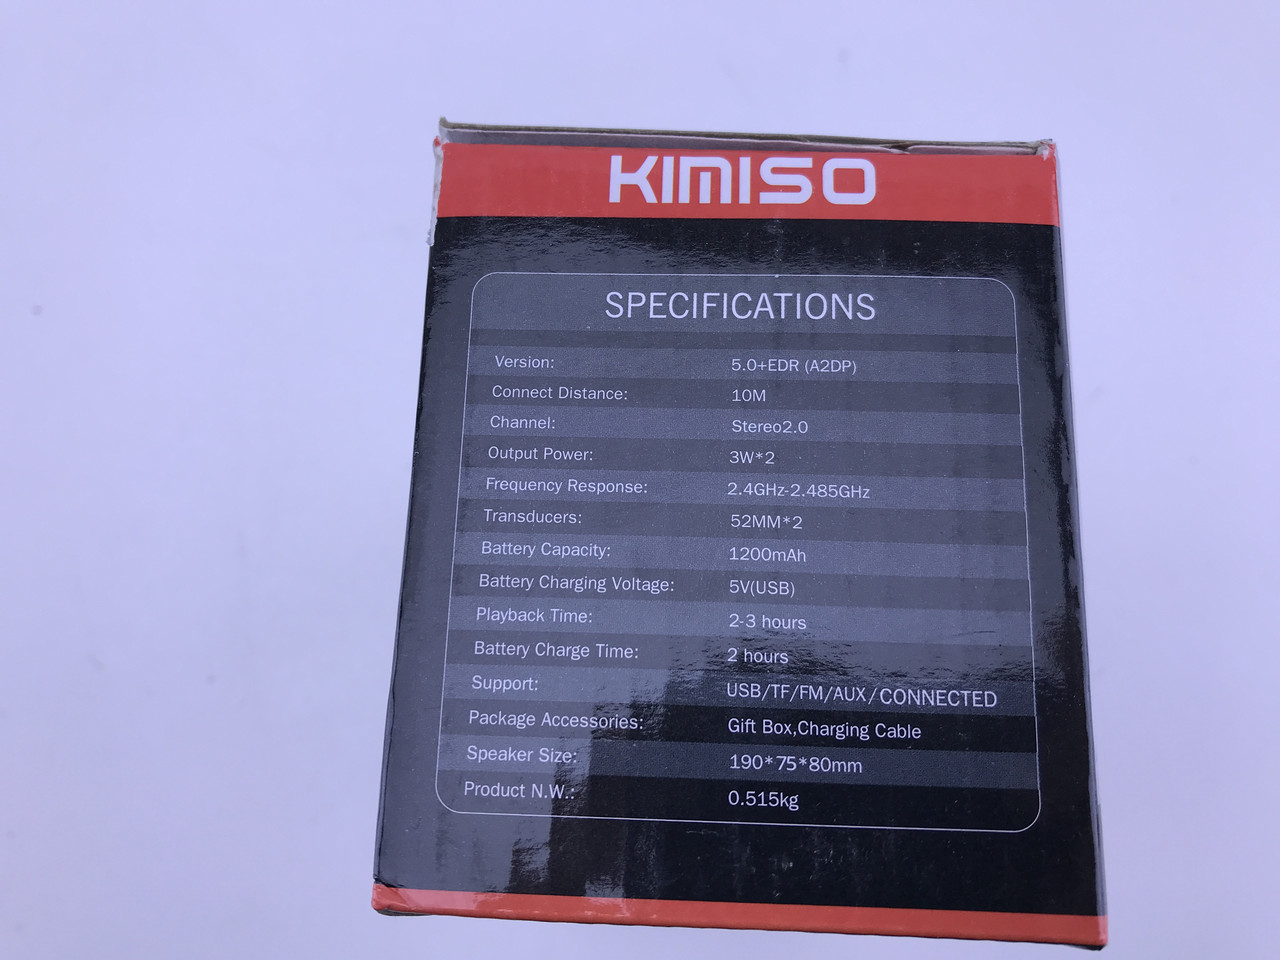 KIMISO
SPECIFICATIONS
Version: 5.0+EDR (A2DP)
Connect Distance: 10M
Channel: Stereo2.0
Output Power: 3W*2
Frequency Response: 2.4GHz-2.485GHz
Transducers: 52MM*2
Battery Capacity: 1200mAh
Battery Charging Voltage: 5V(USB)
Playback Time: 2-3 hours
Battery Charge Time: 2 hours
Support: USB/TF/FM/AUX/CONNECTED
Package Accessories: Gift Box,Charging Cable
Speaker Size: 190*75*80mm
Product N.W.: 0.515kg